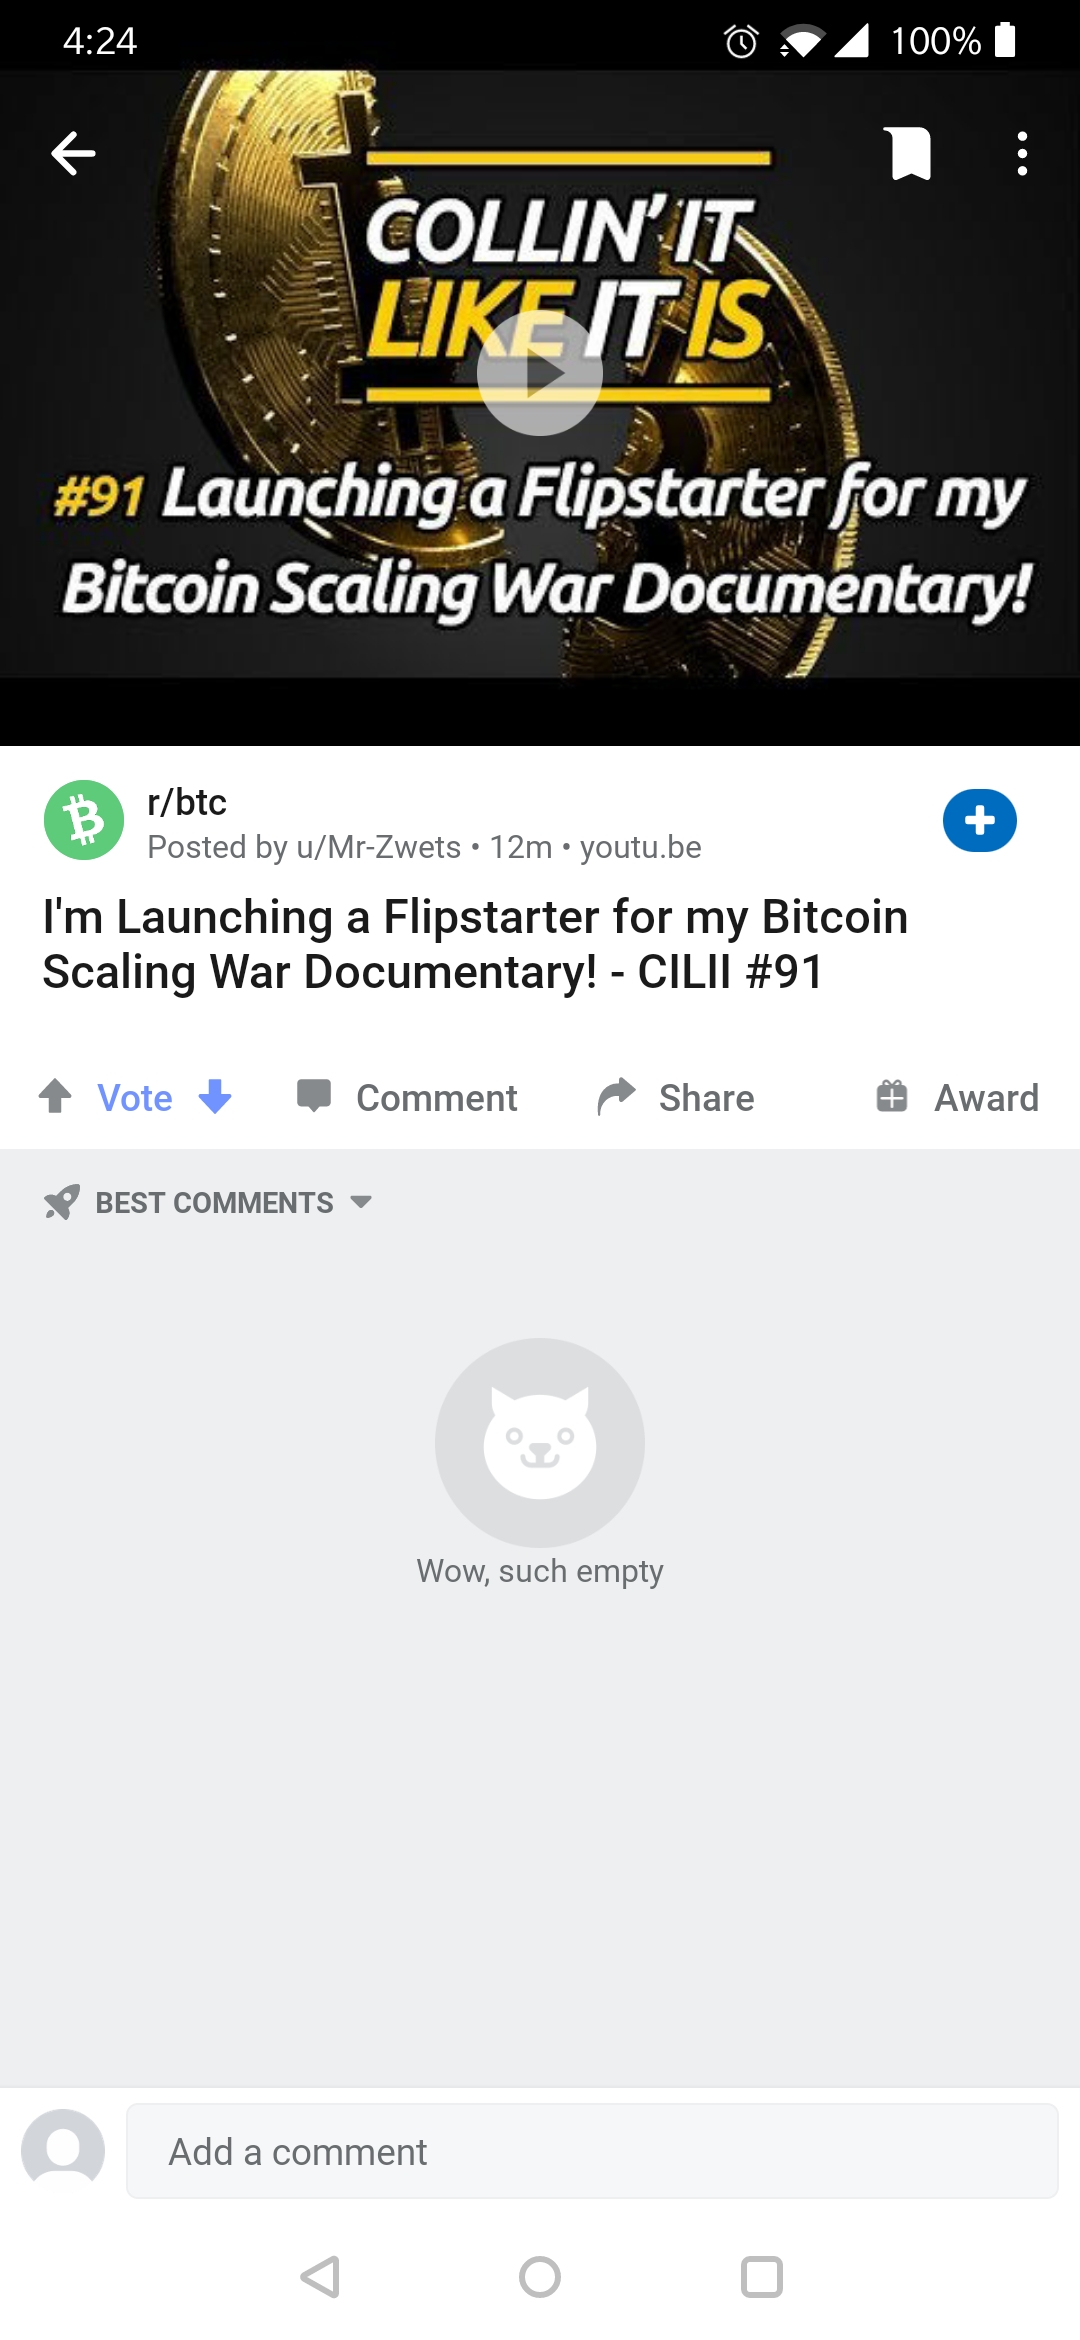 4:24
100%
COLLIN' IT
LIKE IT IS
#91 Launching a Flipstarter for my
Bitcoin Scaling War Documentary!
r/btc
Posted by u/Mr-Zwets • 12m • youtu.be
I'm Launching a Flipstarter for my Bitcoin
Scaling War Documentary! - CILII #91
Vote Comment Share Award
BEST COMMENTS
Wow, such empty
Add a comment